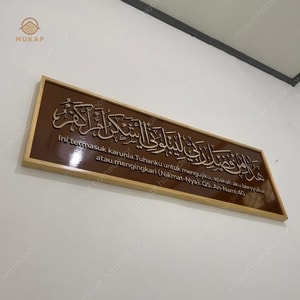 MUKAF
هذا من فضل ربي ليبلوني أأشكر أم أكفر
Ini termasuk karunia Tuhanku untuk mengujiku, apakah aku bersyukur
atau mengingkari (Nikmat-Nya). QS. An-Naml:40